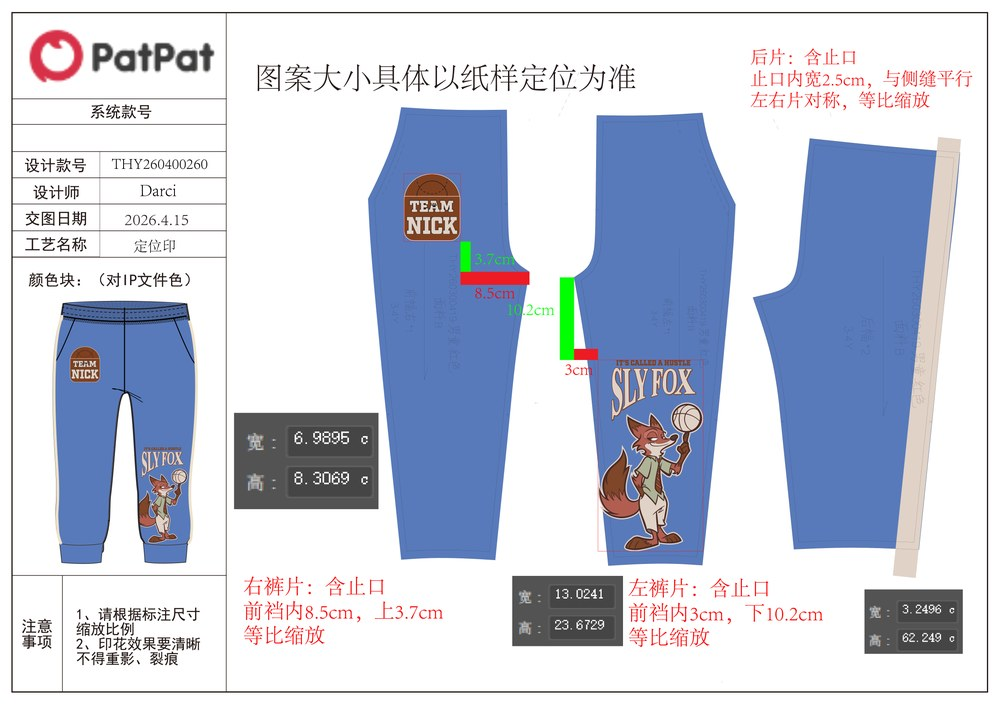 PatPat
系统款号
设计款号 THY260400260
设计师 Darci
交图日期 2026.4.15
工艺名称 定位印
颜色块：（对IP文件色）
TEAM
NICK
SLY FOX
注意
事项
1、请根据标注尺寸
缩放比例
2、印花效果要清晰
不得重影、裂痕
图案大小具体以纸样定位为准
后片：含止口
止口内宽2.5cm，与侧缝平行
左右片对称，等比缩放
TEAM
NICK
3.7cm
8.5cm
10.2cm
3cm
IT'S CALLED A HUSTLE
SLY FOX
宽： 6.9895 c
高： 8.3069 c
右裤片：含止口
前裆内8.5cm，上3.7cm
等比缩放
宽： 13.0241
高： 23.6729
左裤片：含止口
前裆内3cm，下10.2cm
等比缩放
宽： 3.2496 c
高： 62.249 c